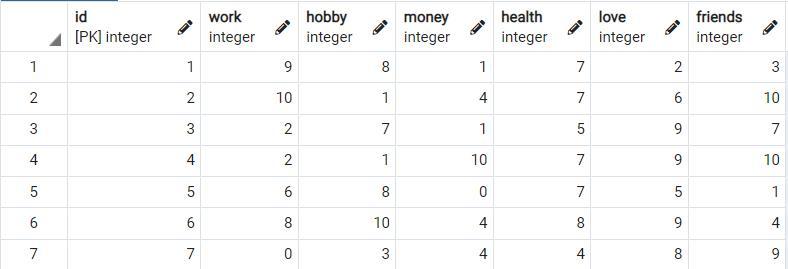 id work hobby money health love friends
[PK] integer integer integer integer integer integer integer
1 1 9 8 1 7 2 3
2 2 10 1 4 7 6 10
3 3 2 7 1 5 9 7
4 4 2 1 10 7 9 10
5 5 6 8 0 7 5 1
6 6 8 10 4 8 9 4
7 7 0 3 4 4 8 9